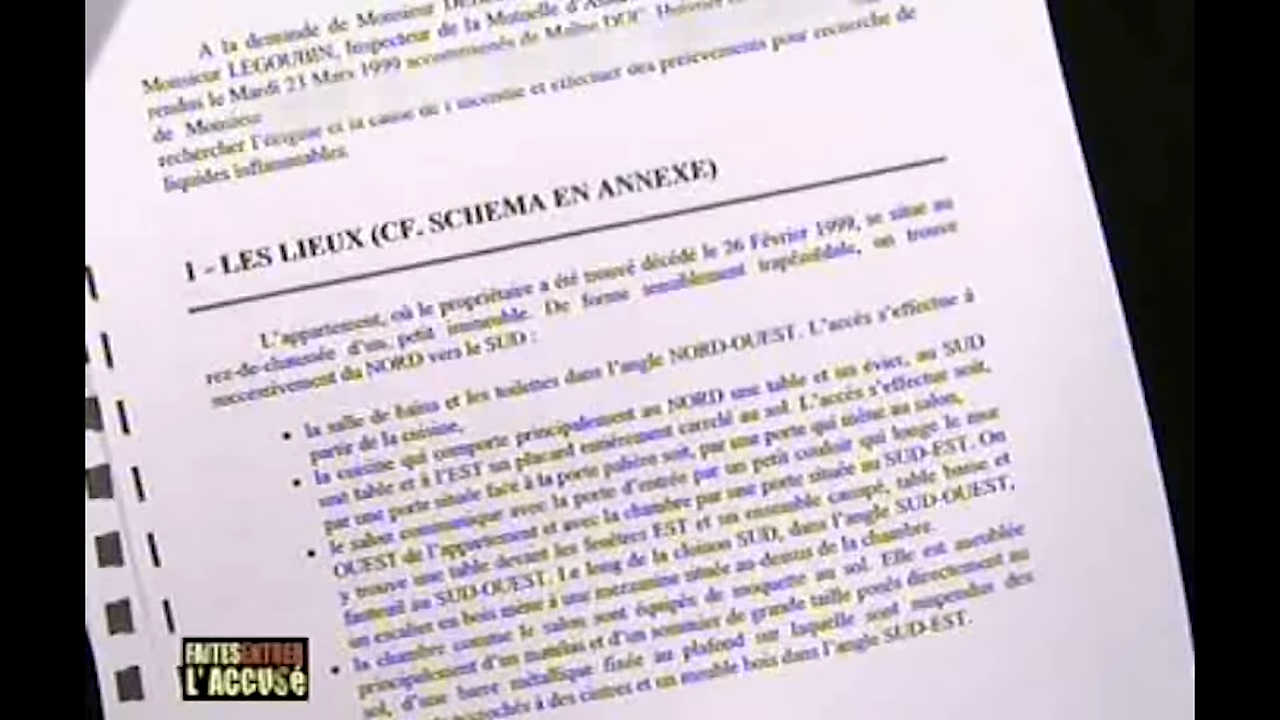 A la demande de Monsieur
Monsieur LEGOUBIN, Inspecteur de la Mutuelle
rendus le Mardi 23 Mars 1999 accompagnés de Maître
de Monsieur
rechercher l'origine et la cause de l'incendie et effectuer des prélèvements pour recherche de
liquides inflammables.
I - LES LIEUX (CF. SCHEMA EN ANNEXE)
L'appartement, où le propriétaire a été trouvé décédé le 26 Février 1999, se situe au
rez-de-chaussée d'un petit immeuble. De forme sensiblement trapézoïdale, on trouve
successivement du NORD vers le SUD :
• la salle de bains et les toilettes dans l'angle NORD-OUEST. L'accès s'effectue à
partir de la cuisine,
• la cuisine qui comporte principalement au NORD une table et un évier, au SUD
une table et à l'EST un placard entièrement carrelé au sol. L'accès s'effectue soit,
par une porte située face à la porte palière soit, par une porte qui mène au salon,
• le salon communique avec la porte d'entrée par un petit couloir qui longe le mur
OUEST de l'appartement et avec la chambre par une porte située au SUD-EST. On
y trouve une table devant les fenêtres EST et un ensemble canapé, table basse et
fauteuil au SUD-OUEST. Le long de la cloison SUD, dans l'angle SUD-OUEST,
un escalier en bois mène à une mezzanine située au-dessus de la chambre.
• la chambre comme le salon sont équipés de moquette au sol. Elle est meublée
principalement d'un matelas et d'un sommier de grande taille posés directement au
sol, d'une barre métallique fixée au plafond sur laquelle sont suspendus des
accrochés à des cintres et un meuble bois dans l'angle SUD-EST.
FAITES ENTRER
L'ACCUSÉ